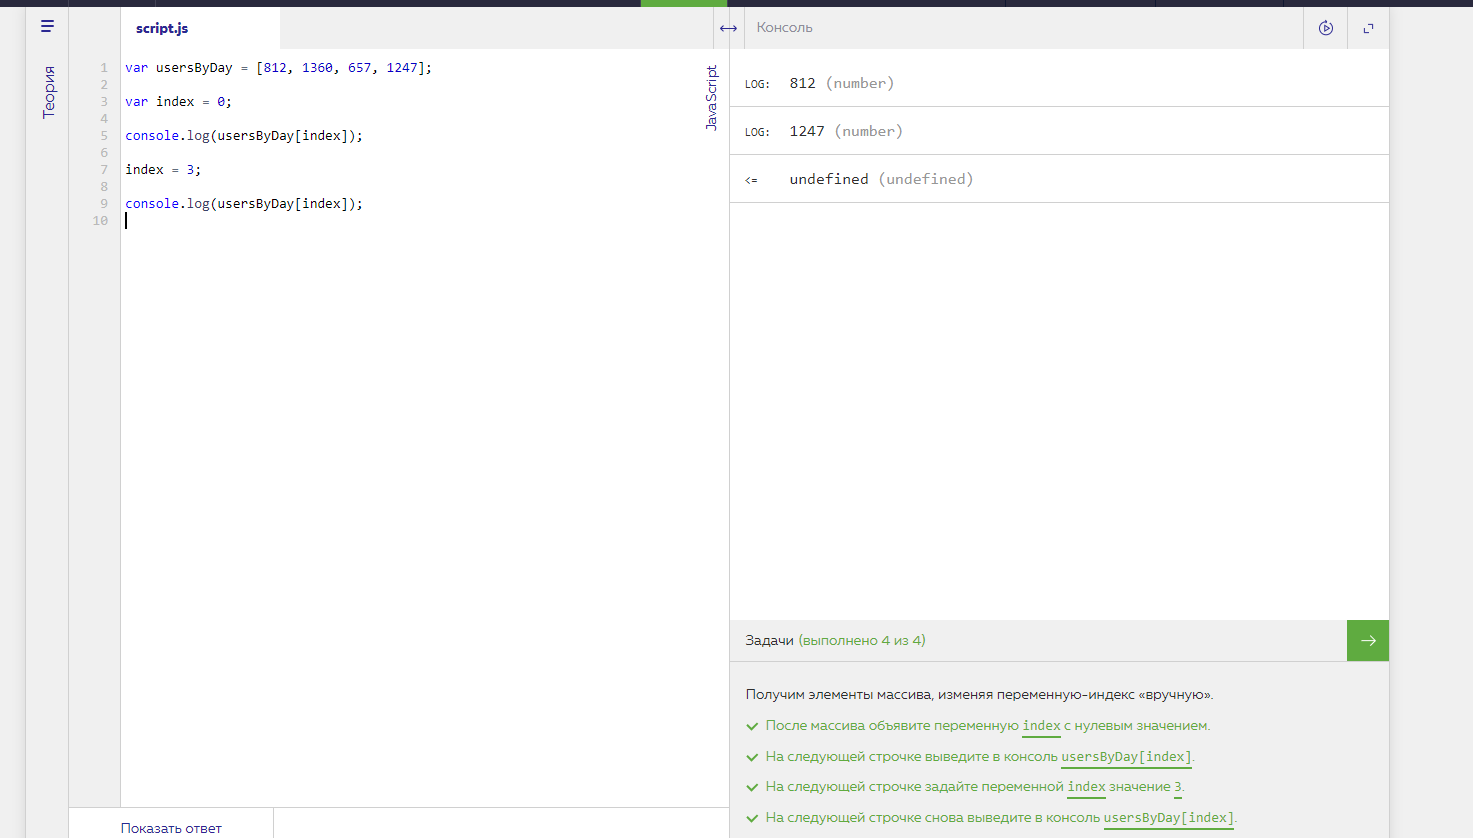 Теория
script.js
1 var usersByDay = [812, 1360, 657, 1247];
2
3 var index = 0;
4
5 console.log(usersByDay[index]);
6
7 index = 3;
8
9 console.log(usersByDay[index]);
10
JavaScript
Показать ответ
Консоль
LOG: 812 (number)
LOG: 1247 (number)
<= undefined (undefined)
Задачи (выполнено 4 из 4)
Получим элементы массива, изменяя переменную-индекс «вручную».
После массива объявите переменную index с нулевым значением.
На следующей строчке выведите в консоль usersByDay[index].
На следующей строчке задайте переменной index значение 3.
На следующей строчке снова выведите в консоль usersByDay[index].